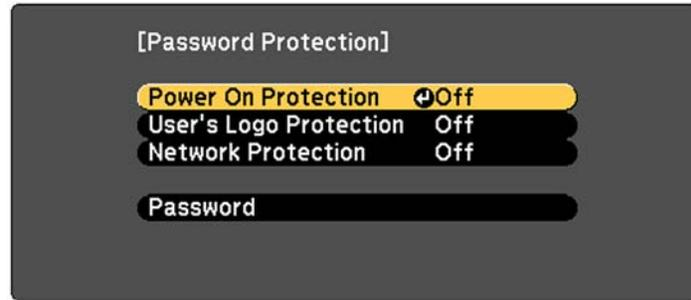 [Password Protection]
Power On Protection Off
User's Logo Protection Off
Network Protection Off
Password